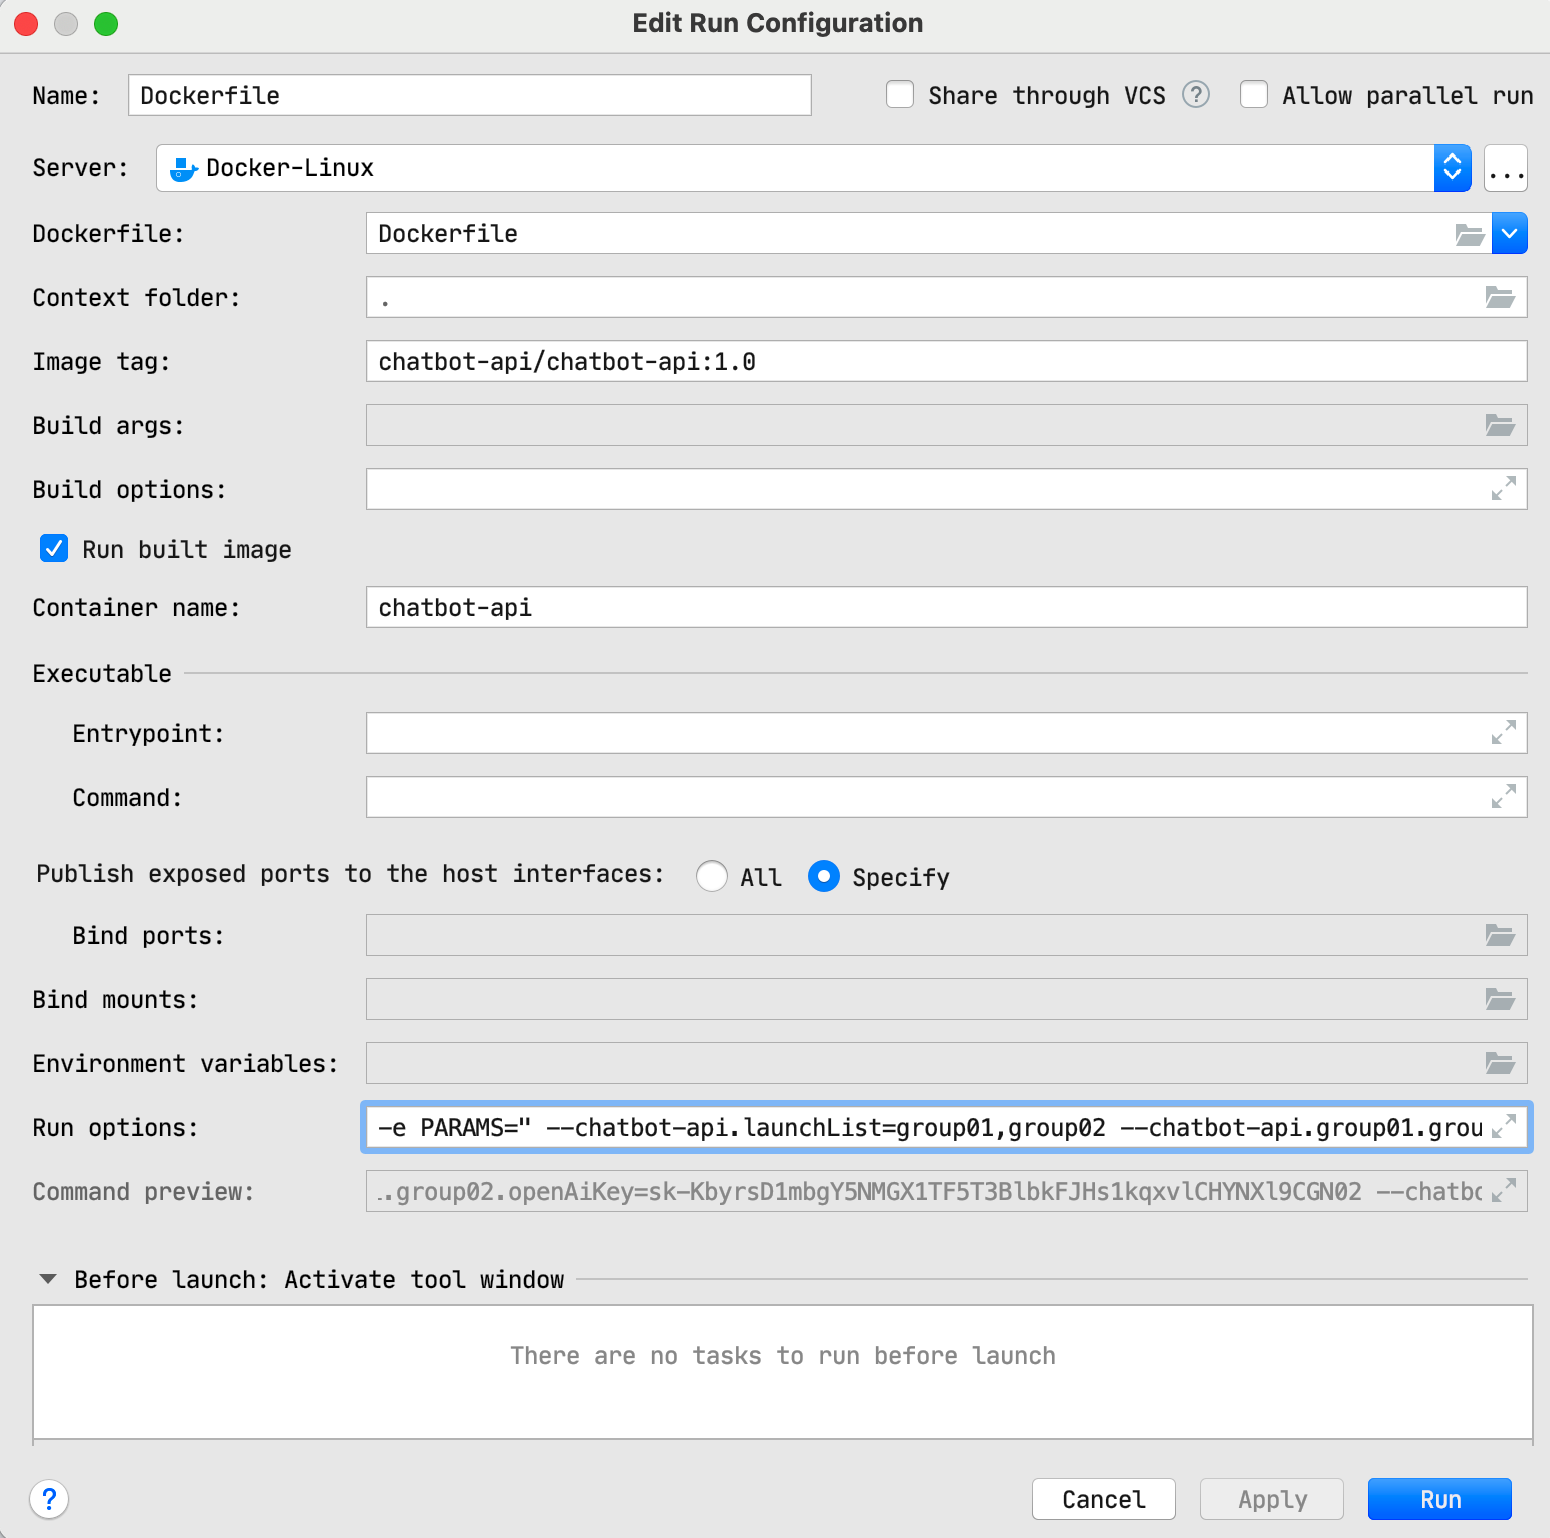 Edit Run Configuration
Name: Dockerfile Share through VCS ? Allow parallel run
Server: Docker-Linux ...
Dockerfile: Dockerfile
Context folder: .
Image tag: chatbot-api/chatbot-api:1.0
Build args:
Build options:
Run built image
Container name: chatbot-api
Executable
Entrypoint:
Command:
Publish exposed ports to the host interfaces: All Specify
Bind ports:
Bind mounts:
Environment variables:
Run options: -e PARAMS=" --chatbot-api.launchList=group01,group02 --chatbot-api.group01.grou
Command preview: ..group02.openAiKey=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 --chatbo
Before launch: Activate tool window
There are no tasks to run before launch
? Cancel Apply Run